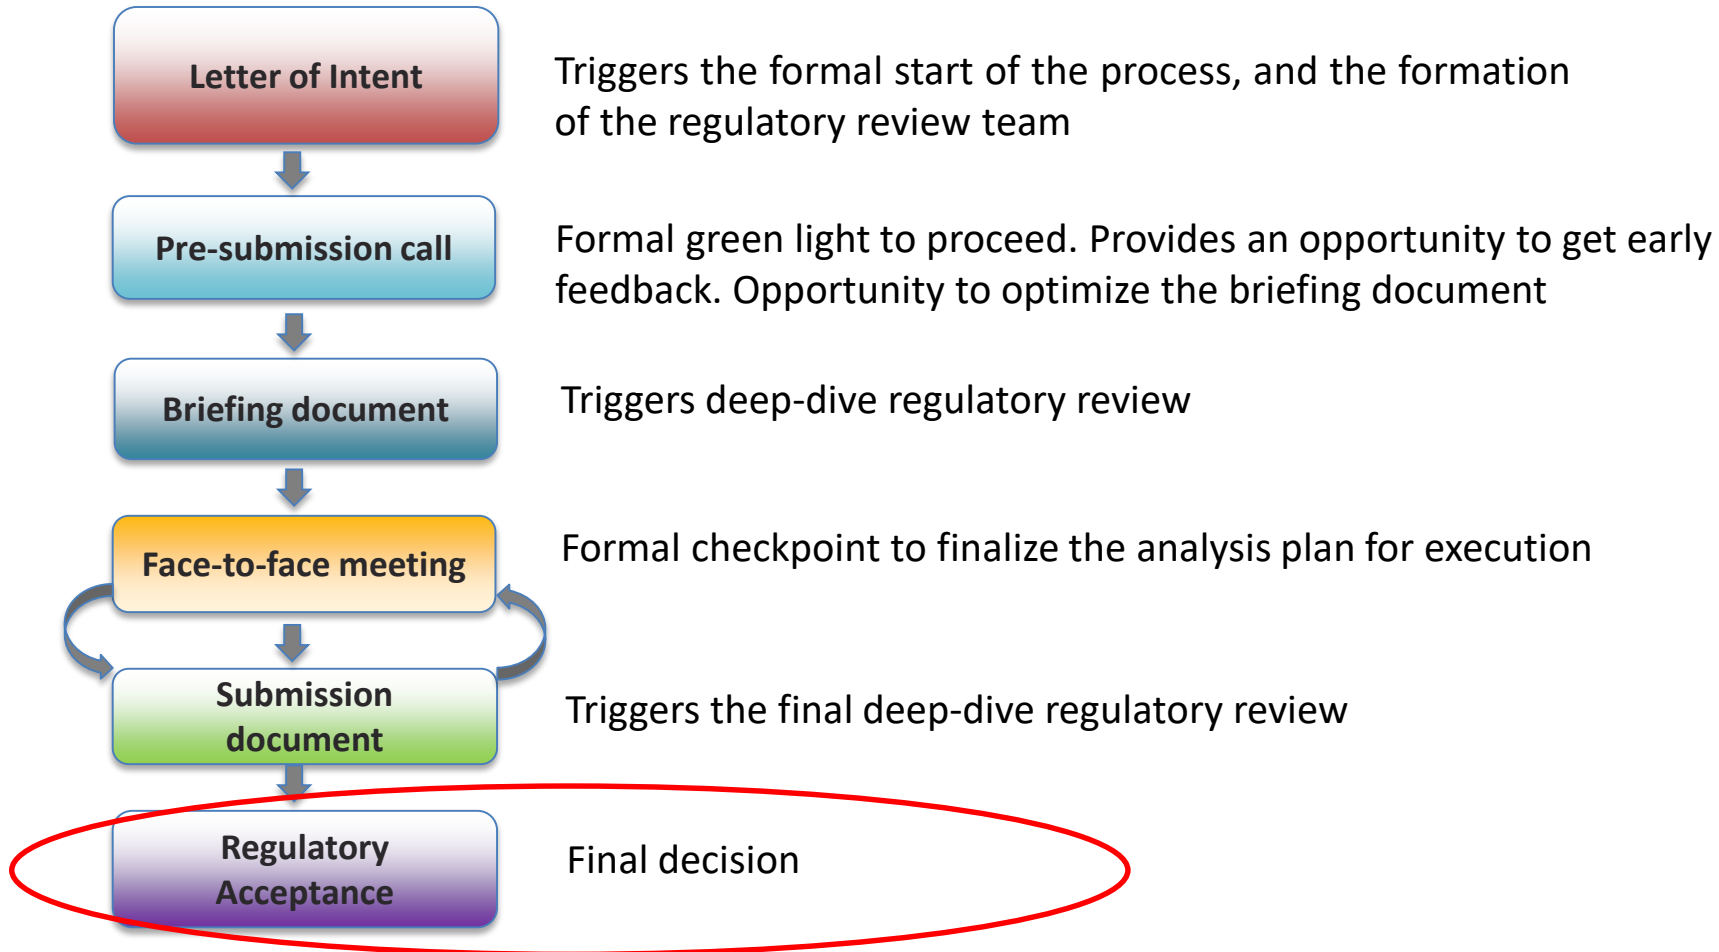 Letter of Intent
Triggers the formal start of the process, and the formation
of the regulatory review team
Pre-submission call
Formal green light to proceed. Provides an opportunity to get early
feedback. Opportunity to optimize the briefing document
Briefing document
Triggers deep-dive regulatory review
Face-to-face meeting
Formal checkpoint to finalize the analysis plan for execution
Submission
document
Triggers the final deep-dive regulatory review
Regulatory
Acceptance
Final decision